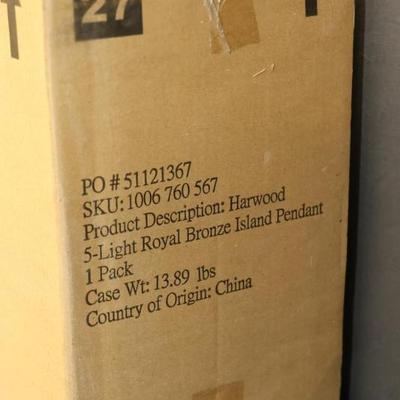 27
PO # 51121367
SKU: 1006 760 567
Product Description: Harwood
5-Light Royal Bronze Island Pendant
1 Pack
Case Wt: 13.89 lbs
Country of Origin: China